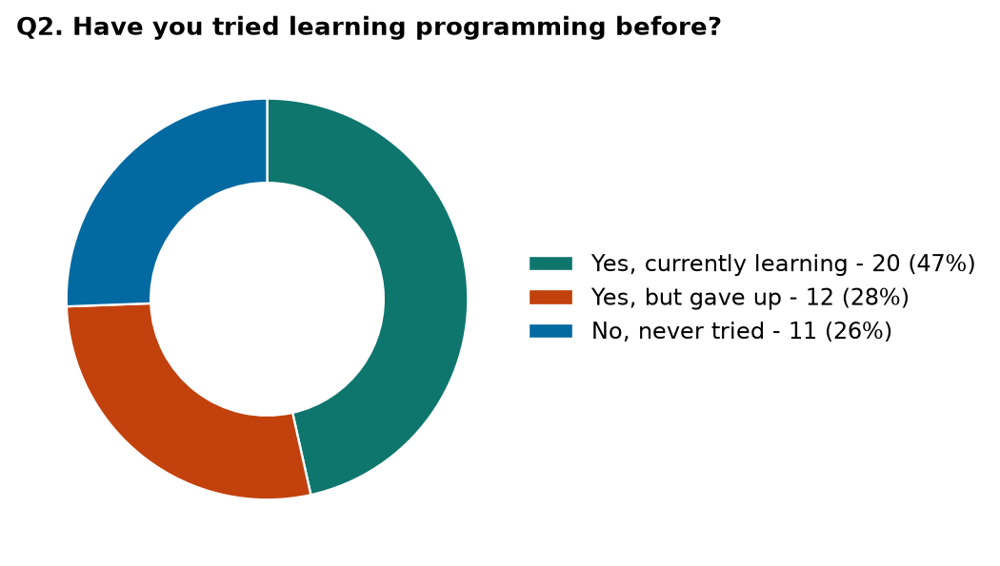 Q2. Have you tried learning programming before?
Yes, currently learning - 20 (47%)
Yes, but gave up - 12 (28%)
No, never tried - 11 (26%)